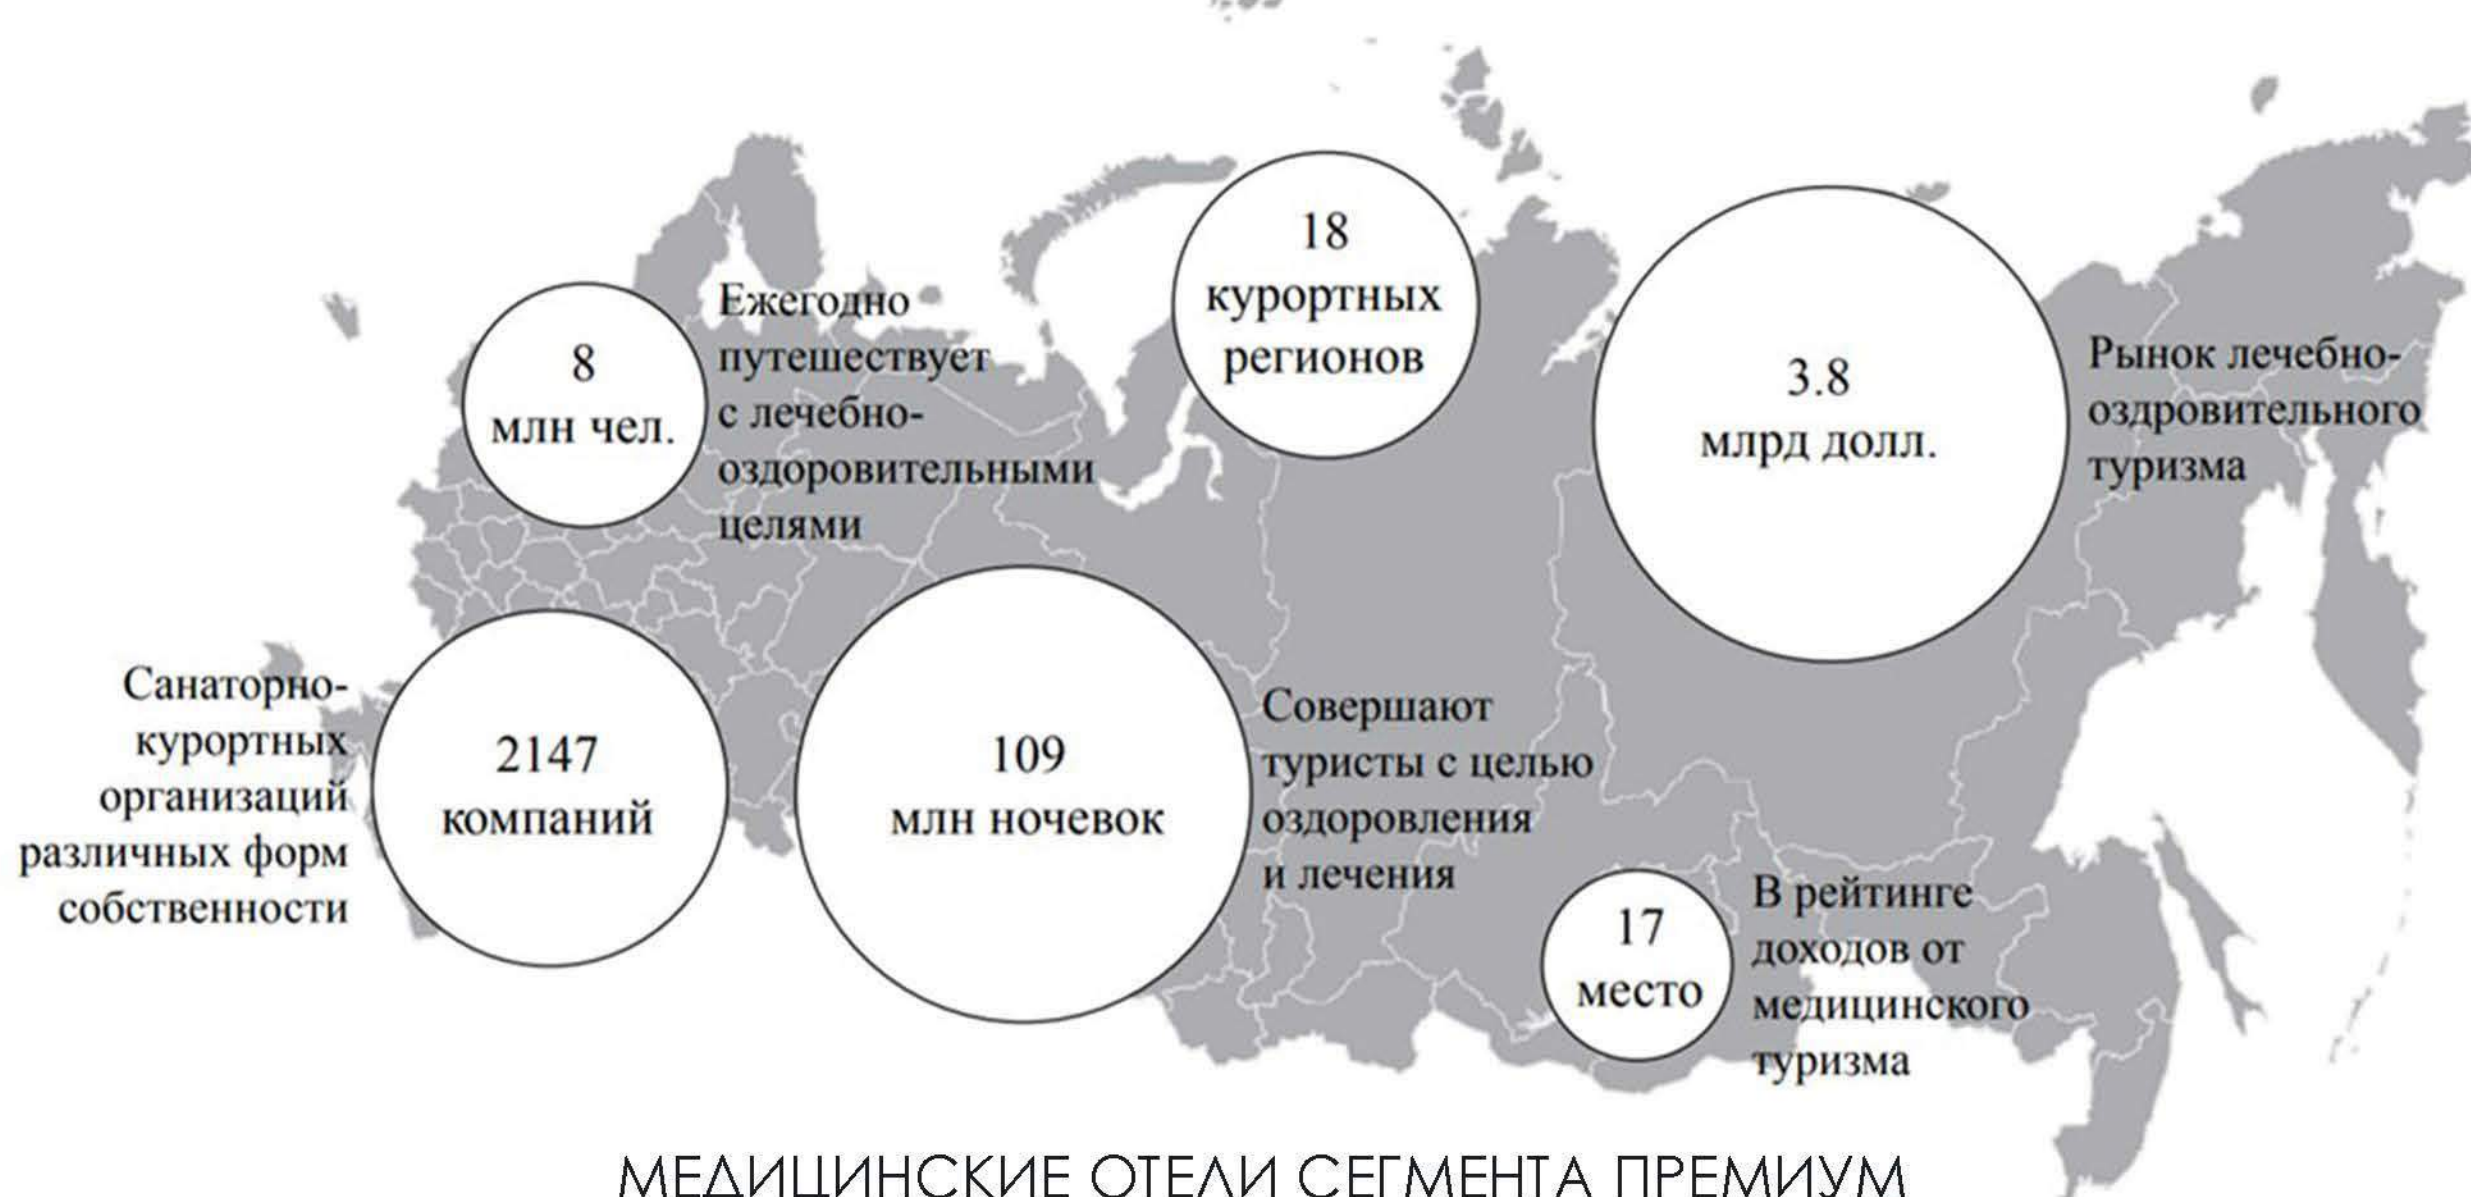 18
курортных
регионов
8
млн чел.
Ежегодно
путешествует
с лечебно-
оздоровительными
целями
3.8
млрд долл.
Рынок лечебно-
оздровительного
туризма
Санаторно-
курортных
организаций
различных форм
собственности
2147
компаний
109
млн ночевок
Совершают
туристы с целью
оздоровления
и лечения
17
место
В рейтинге
доходов от
медицинского
туризма
МЕДИЦИНСКИЕ ОТЕЛИ СЕГМЕНТА ПРЕМИУМ